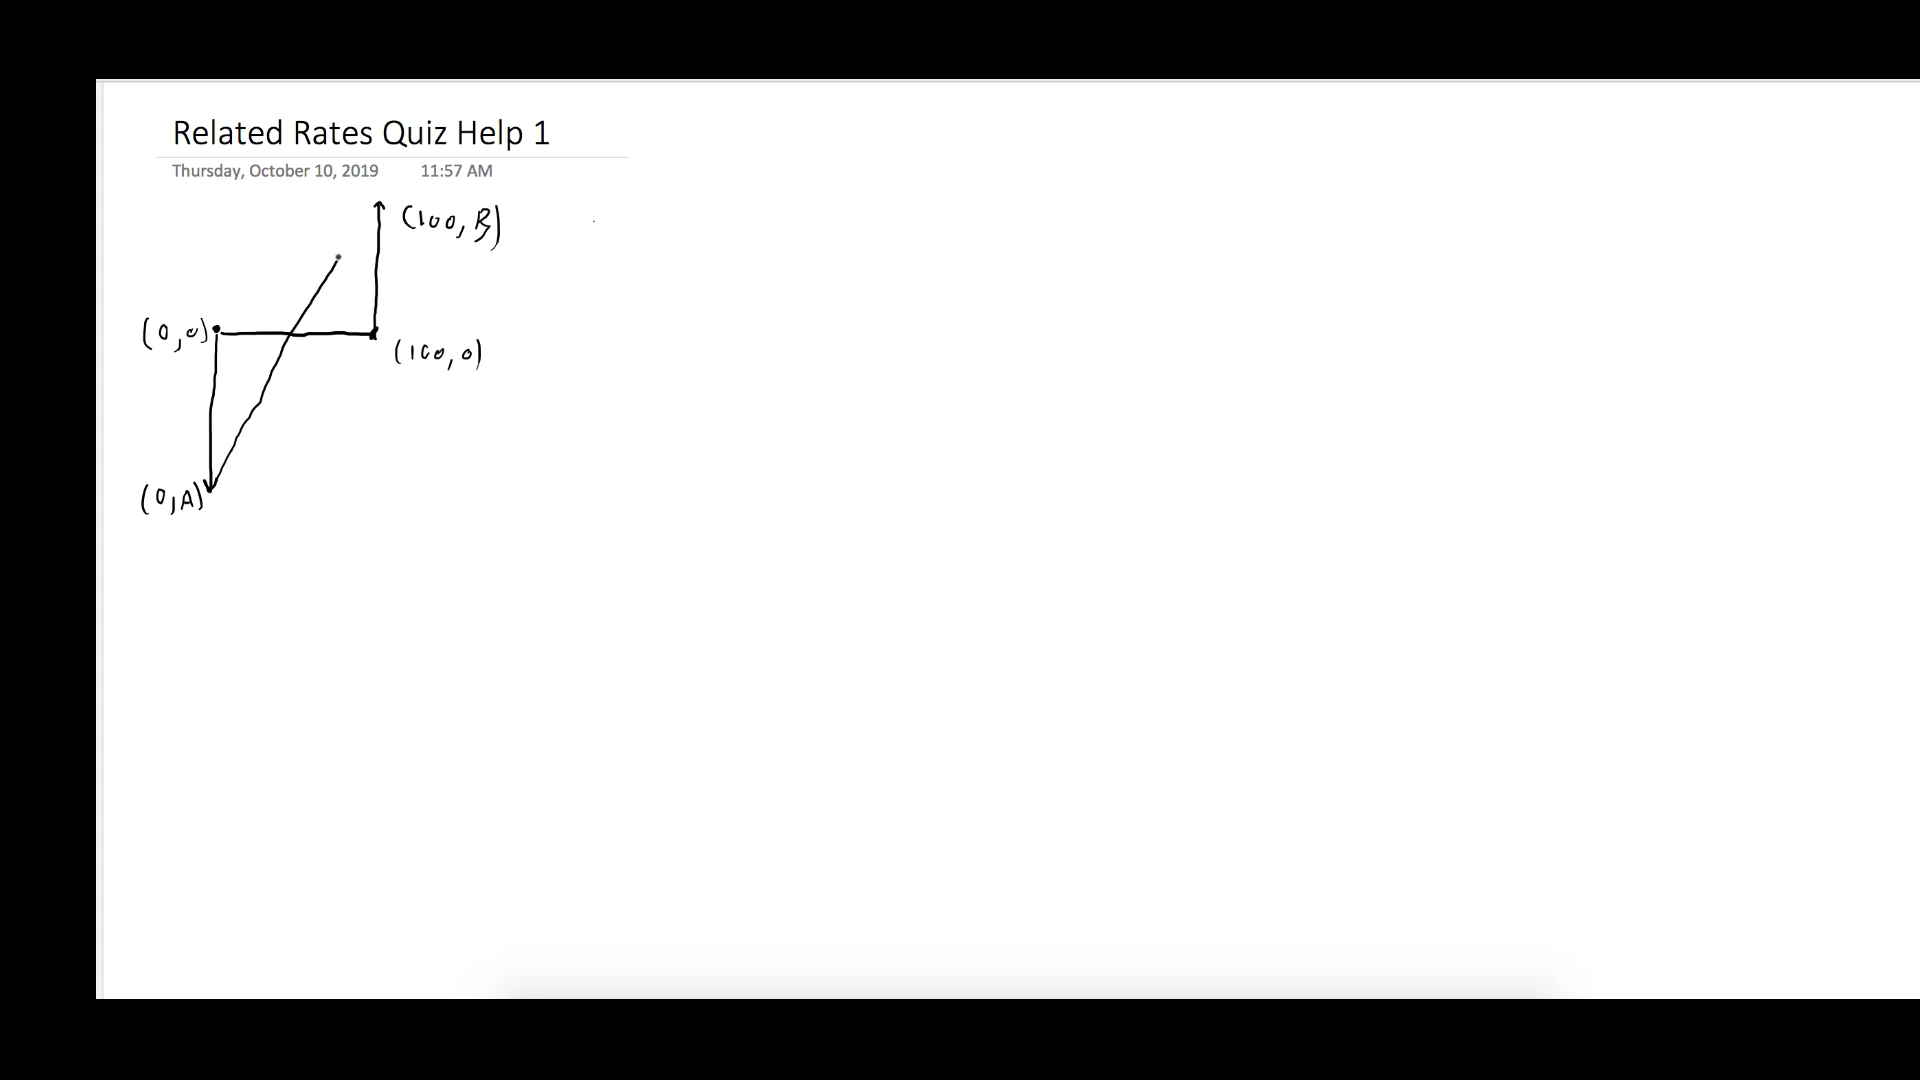 Related Rates Quiz Help 1
Thursday, October 10, 2019 11:57 AM
(100, B)
(0,0)
(100,0)
(0,A)